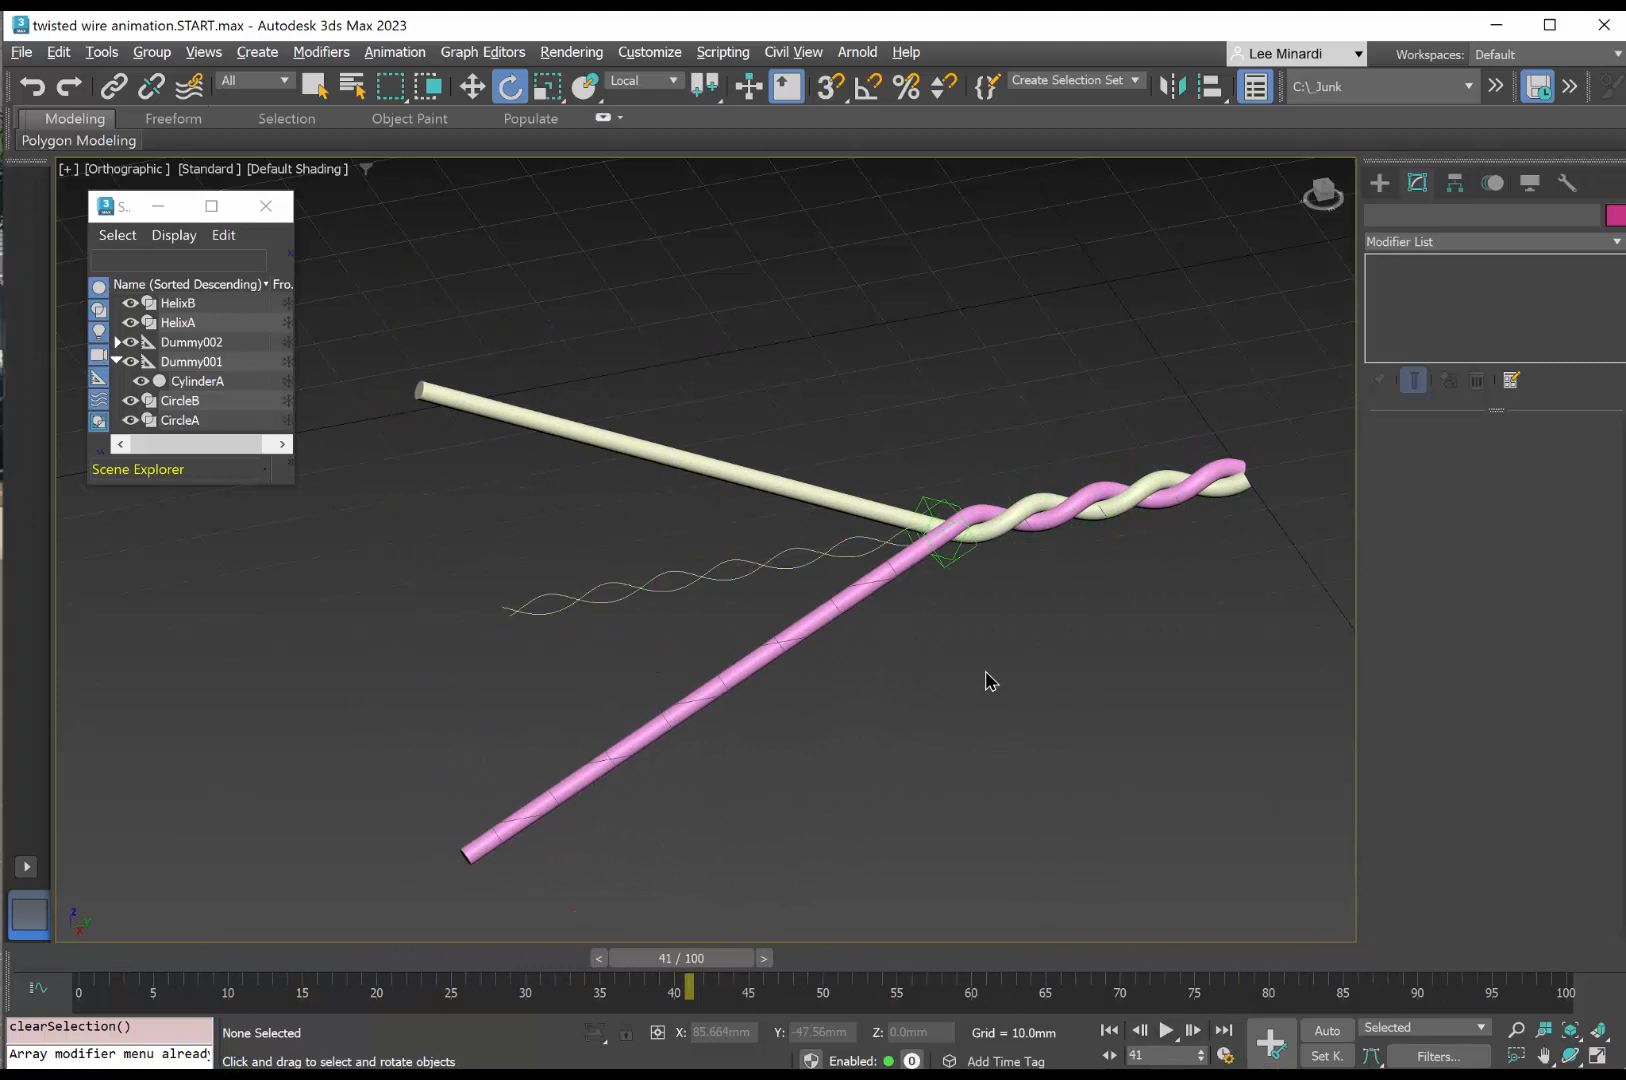 twisted wire animation.START.max - Autodesk 3ds Max 2023
File Edit Tools Group Views Create Modifiers Animation Graph Editors Rendering Customize Scripting Civil View Arnold Help
Lee Minardi
Workspaces: Default
All
Local
Create Selection Set
C:\_Junk
Modeling Freeform Selection Object Paint Populate
Polygon Modeling
[+] [Orthographic ] [Standard ] [Default Shading ]
S..
Select Display Edit
Name (Sorted Descending) Fro.
HelixB
HelixA
Dummy002
Dummy001
CylinderA
CircleB
CircleA
Scene Explorer
Modifier List
< 41 / 100 >
0 5 10 15 20 25 30 35 40 45 50 55 60 65 70 75 80 85 90 95 100
clearSelection()
Array modifier menu already
None Selected
Click and drag to select and rotate objects
X: 85.664mm Y: -47.56mm Z: 0.0mm Grid = 10.0mm
Enabled: 0 Add Time Tag
41
Auto Selected
Set K. Filters...